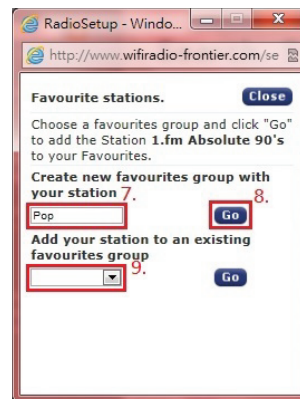 RadioSetup - Windo...
http://www.wifiradio-frontier.com/se
Favourite stations. Close
Choose a favourites group and click "Go"
to add the Station 1.fm Absolute 90's
to your Favourites.
Create new favourites group with
your station 7. 8.
Pop Go
Add your station to an existing
favourites group
9. Go